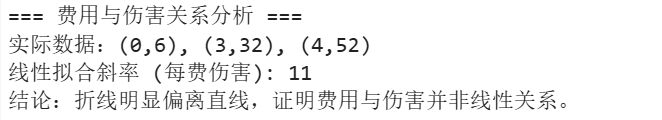 === 费用与伤害关系分析 ===
实际数据: (0,6), (3,32), (4,52)
线性拟合斜率 (每费伤害): 11
结论: 折线明显偏离直线，证明费用与伤害并非线性关系。